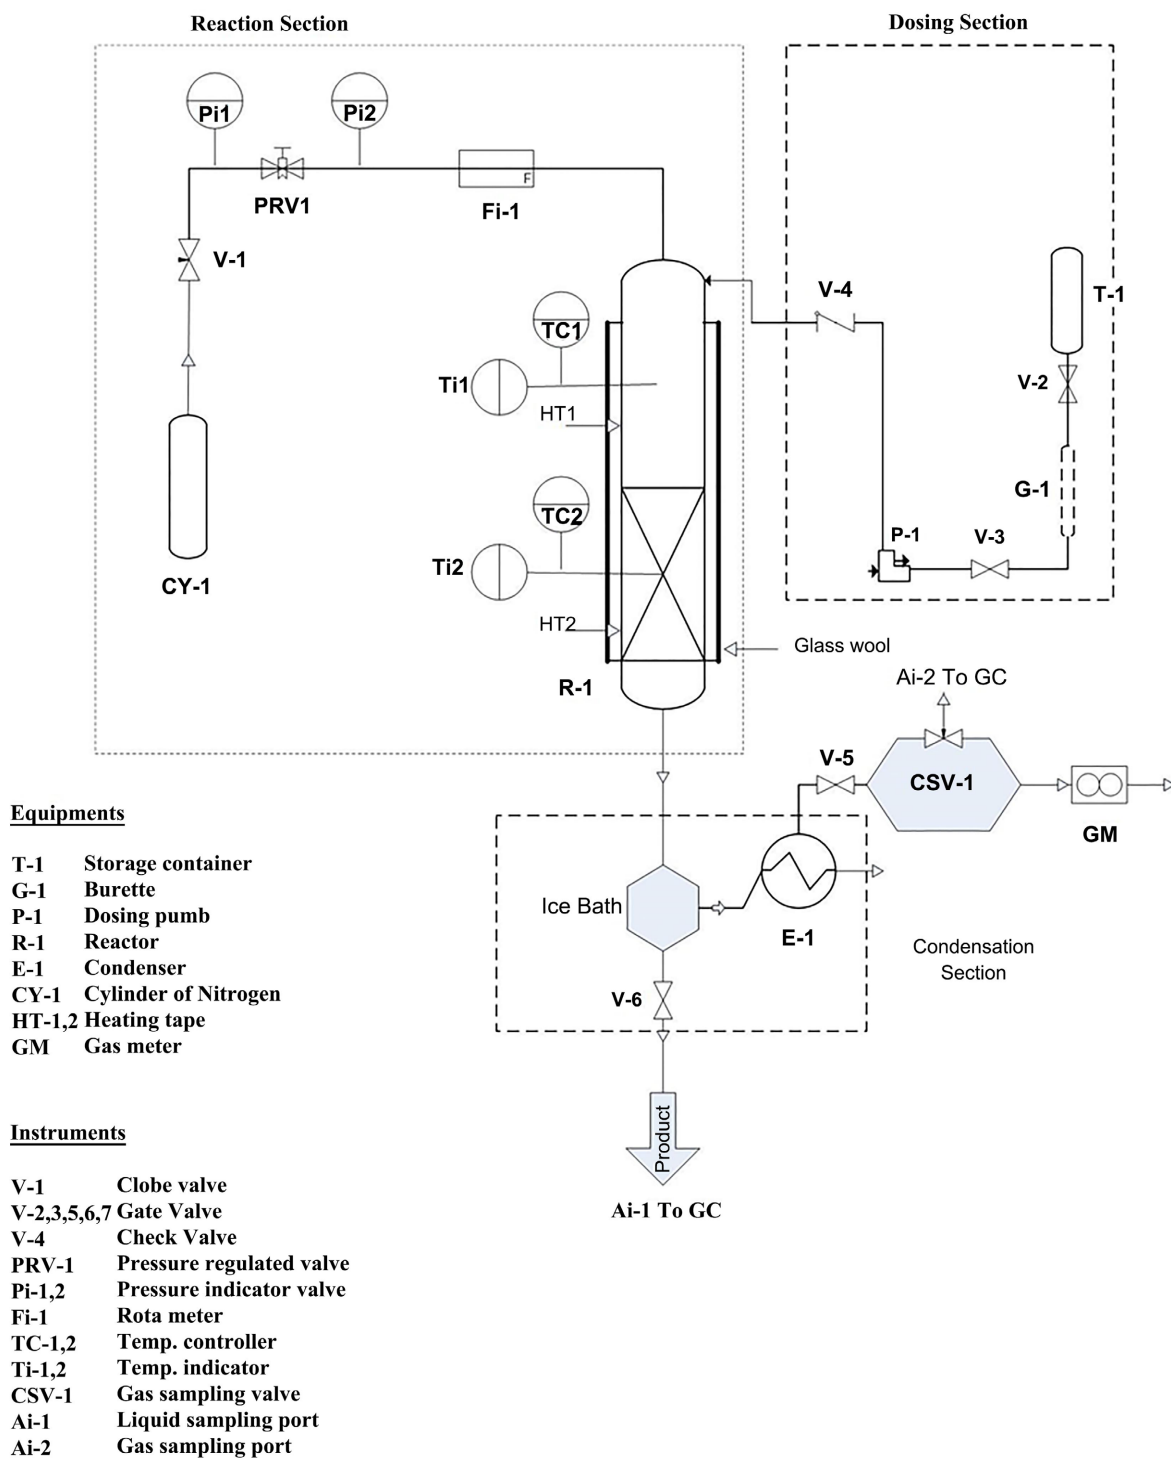 Reaction Section
Dosing Section
Pi1
Pi2
PRV1
Fi-1
F
V-1
V-4
T-1
TC1
Ti1
V-2
HT1
G-1
TC2
P-1
V-3
Ti2
CY-1
HT2
Glass wool
R-1
Ai-2 To GC
V-5
CSV-1
GM
Ice Bath
E-1
Condensation
Section
V-6
Product
Ai-1 To GC
Equipments
T-1 Storage container
G-1 Burette
P-1 Dosing pumb
R-1 Reactor
E-1 Condenser
CY-1 Cylinder of Nitrogen
HT-1,2 Heating tape
GM Gas meter
Instruments
V-1 Clobe valve
V-2,3,5,6,7 Gate Valve
V-4 Check Valve
PRV-1 Pressure regulated valve
Pi-1,2 Pressure indicator valve
Fi-1 Rota meter
TC-1,2 Temp. controller
Ti-1,2 Temp. indicator
CSV-1 Gas sampling valve
Ai-1 Liquid sampling port
Ai-2 Gas sampling port